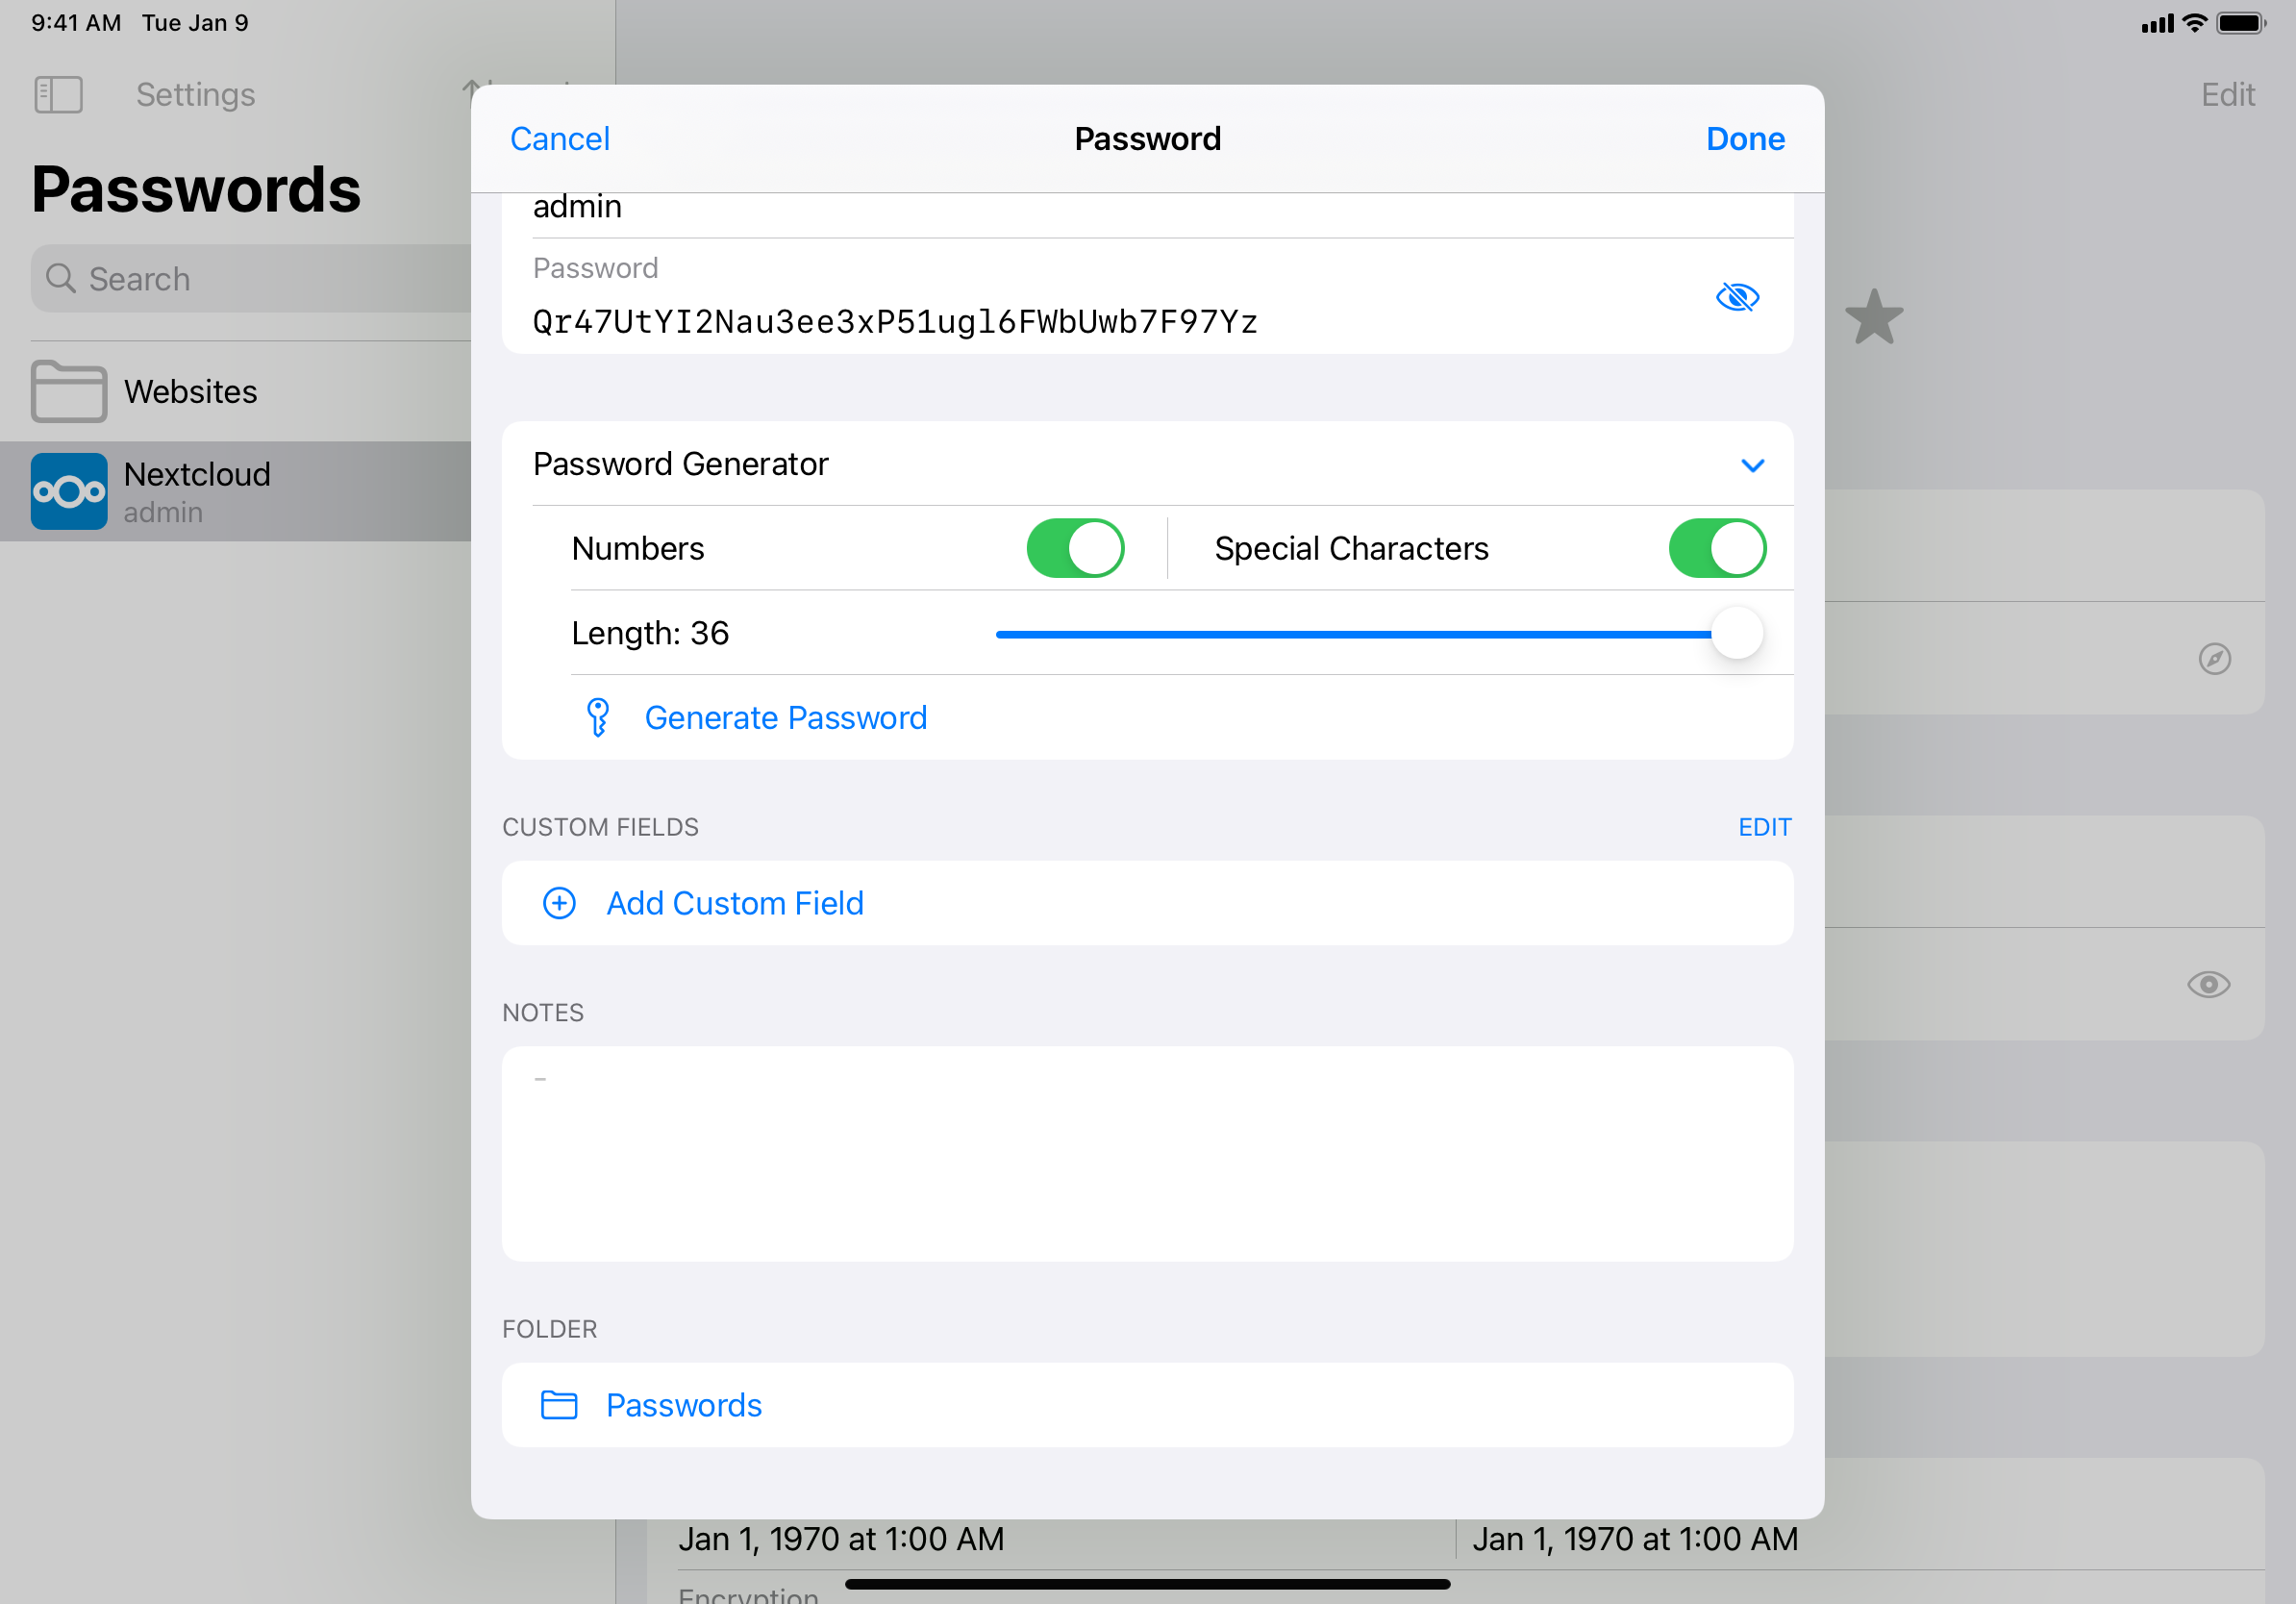 9:41 AM Tue Jan 9
Settings
Edit
Cancel
Password
Done
Passwords
Search
Websites
Nextcloud
admin
admin
Password
Qr47UtYI2Nau3ee3xP51ugl6FWbUwb7F97Yz
Password Generator
Numbers
Special Characters
Length: 36
Generate Password
CUSTOM FIELDS
EDIT
Add Custom Field
NOTES
-
FOLDER
Passwords
Jan 1, 1970 at 1:00 AM
Jan 1, 1970 at 1:00 AM
Encryption